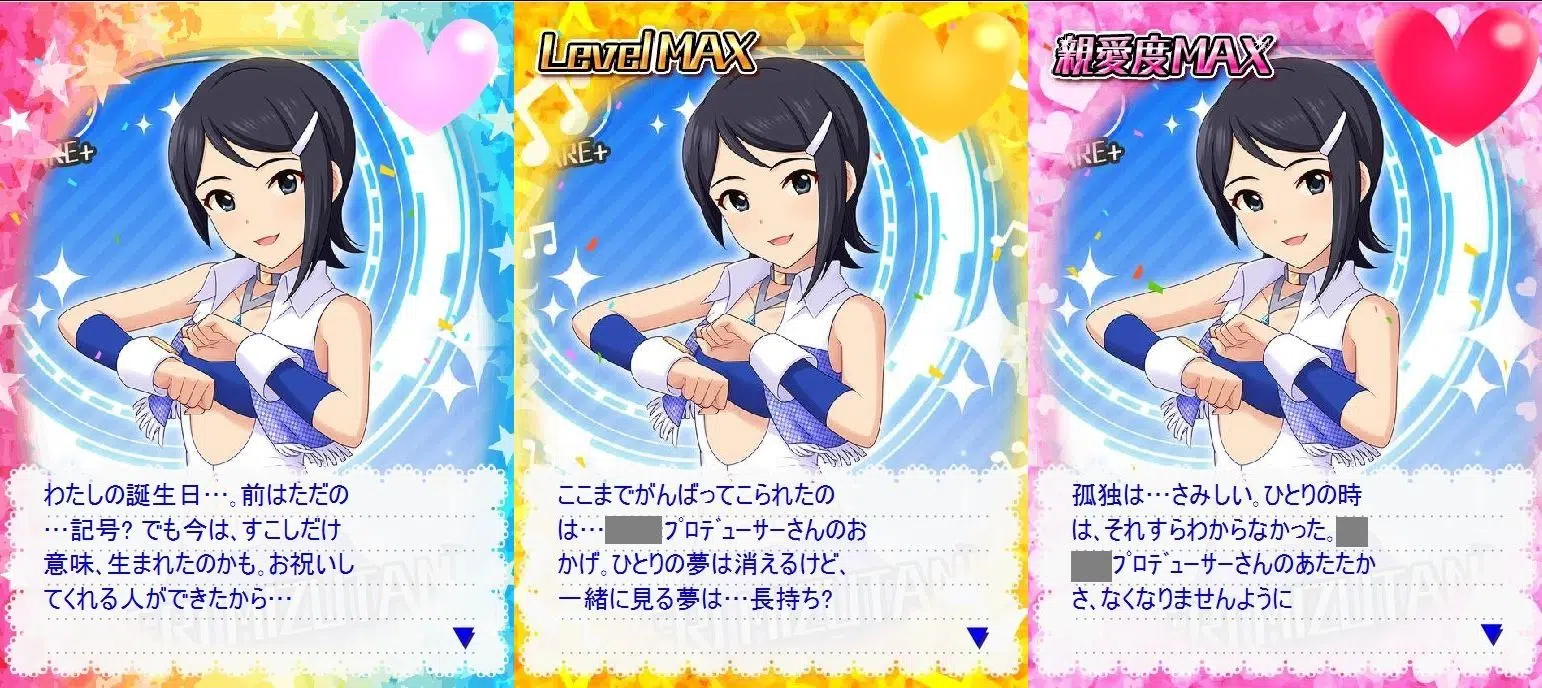 RE+
わたしの誕生日…。前はただの
…記号？でも今は、すこしだけ
意味、生まれたのかも。お祝いし
てくれる人ができたから…
Level MAX
RE+
ここまでがんばってこられたの
は…プロデューサーさんのお
かげ。ひとりの夢は消えるけど、
一緒に見る夢は…長持ち？
親愛度MAX
ARE+
孤独は…さみしい。ひとりの時
は、それすらわからなかった。
プロデューサーさんのあたたか
さ、なくなりませんように